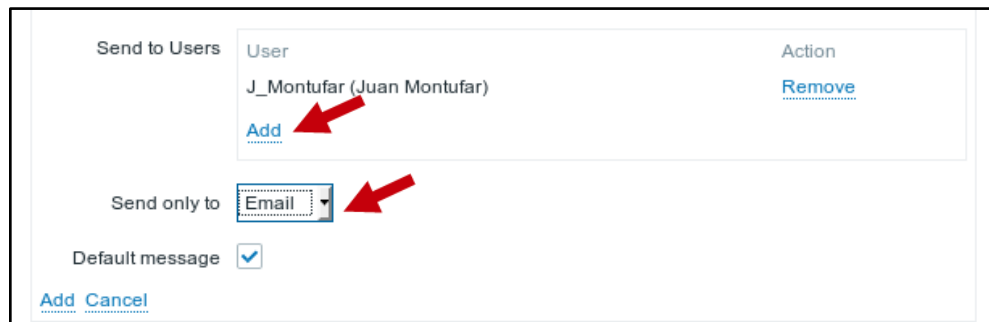 Send to Users User Action
J_Montufar (Juan Montufar) Remove
Add
Send only to Email
Default message
Add Cancel